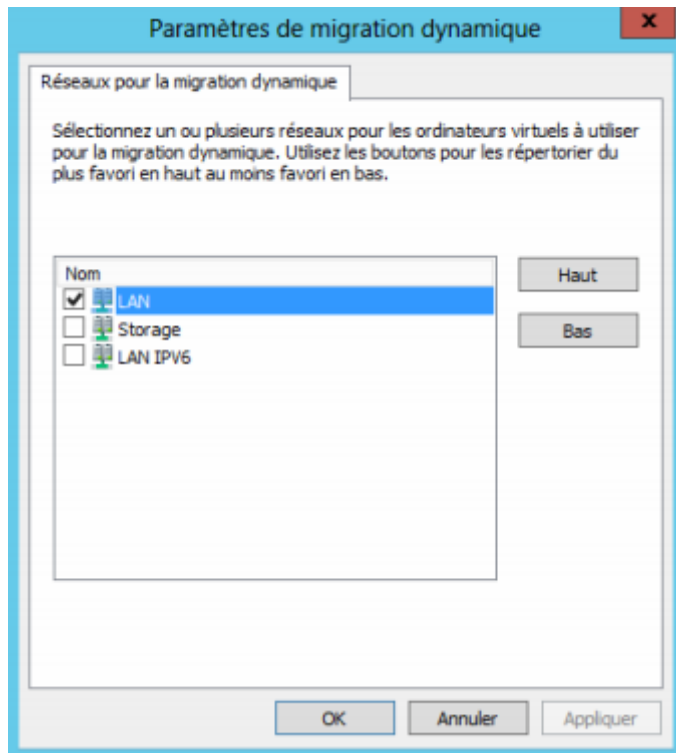 Paramètres de migration dynamique
x
Réseaux pour la migration dynamique
Sélectionnez un ou plusieurs réseaux pour les ordinateurs virtuels à utiliser
pour la migration dynamique. Utilisez les boutons pour les répertorier du
plus favori en haut au moins favori en bas.
Nom
LAN
Storage
LAN IPV6
Haut
Bas
OK
Annuler
Appliquer